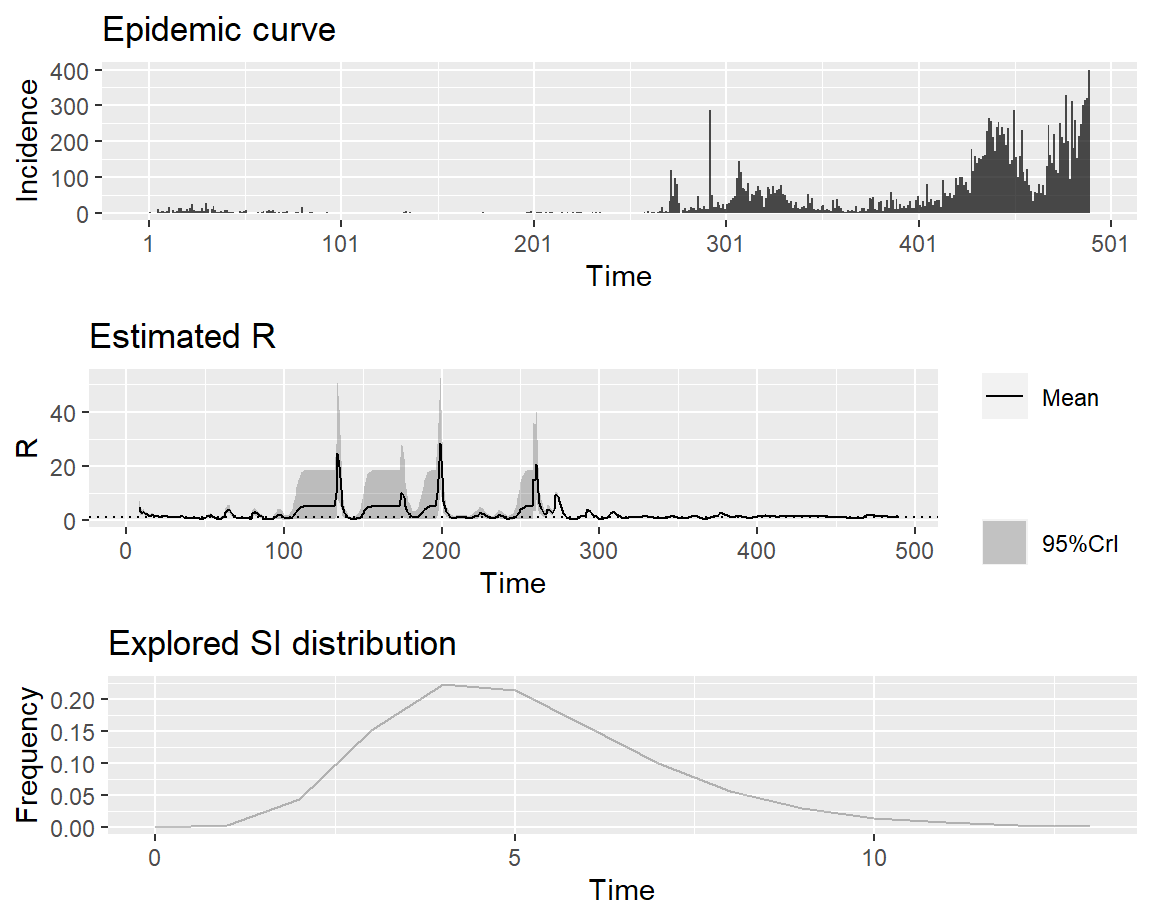 Epidemic curve
Incidence
400
300
200
100
0
1 101 201 301 401 501
Time
Estimated R
R
40
20
0
0 100 200 300 400 500
Time
Mean
95%CrI
Explored SI distribution
Frequency
0.20
0.15
0.10
0.05
0.00
0 5 10
Time